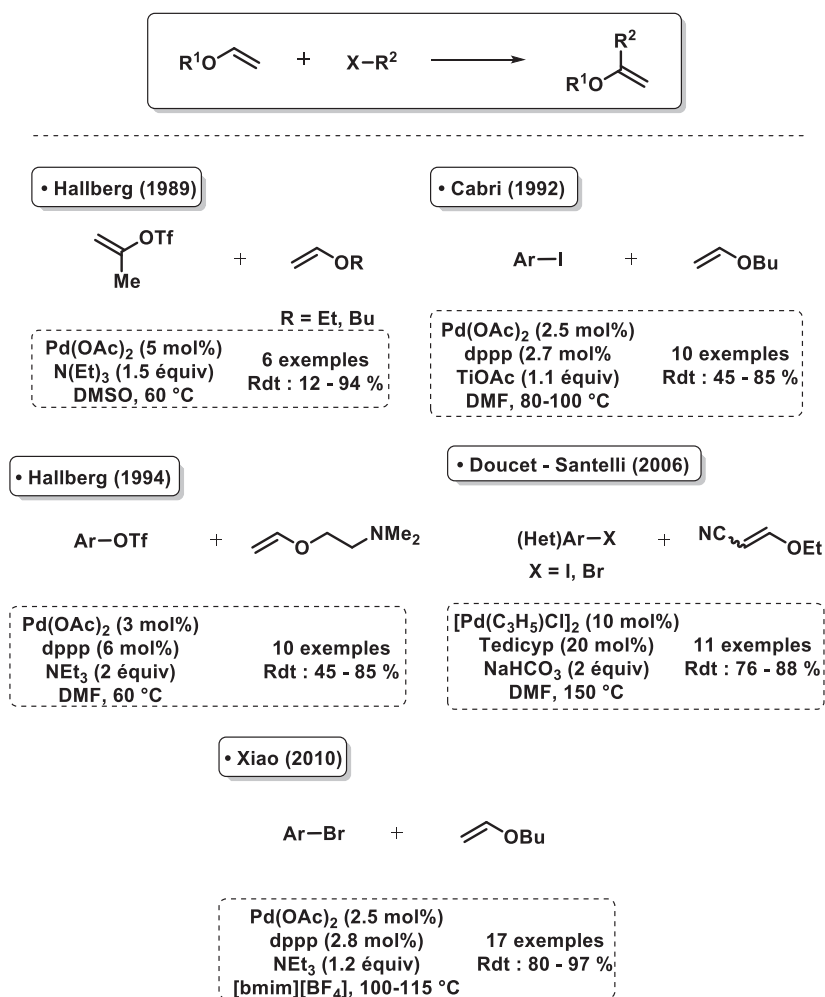 R¹O + X–R² R² R¹O
• Hallberg (1989)
OTf
Me
+
OR
R = Et, Bu
Pd(OAc)₂ (5 mol%)
N(Et)₃ (1.5 équiv)
DMSO, 60 °C
6 exemples
Rdt : 12 - 94 %
• Cabri (1992)
Ar–I + OBu
Pd(OAc)₂ (2.5 mol%)
dppp (2.7 mol%
TiOAc (1.1 équiv)
DMF, 80-100 °C
10 exemples
Rdt : 45 - 85 %
• Hallberg (1994)
Ar–OTf + O NMe₂
Pd(OAc)₂ (3 mol%)
dppp (6 mol%)
NEt₃ (2 équiv)
DMF, 60 °C
10 exemples
Rdt : 45 - 85 %
• Doucet - Santelli (2006)
(Het)Ar–X + NC OEt
X = I, Br
[Pd(C₃H₅)Cl]₂ (10 mol%)
Tedicyp (20 mol%)
NaHCO₃ (2 équiv)
DMF, 150 °C
11 exemples
Rdt : 76 - 88 %
• Xiao (2010)
Ar–Br + OBu
Pd(OAc)₂ (2.5 mol%)
dppp (2.8 mol%)
NEt₃ (1.2 équiv)
[bmim][BF₄], 100-115 °C
17 exemples
Rdt : 80 - 97 %